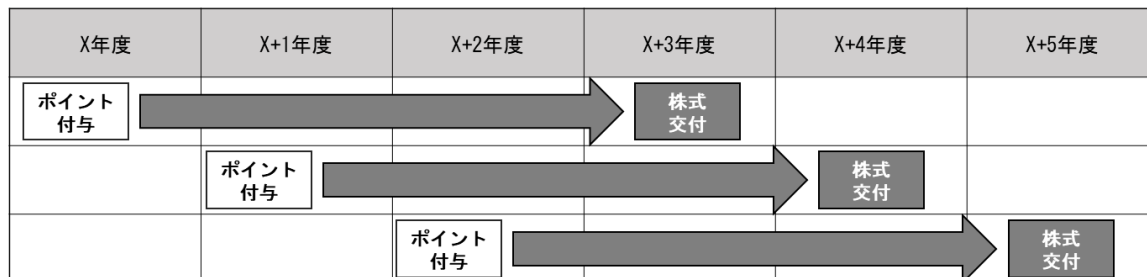 X年度
X+1年度
X+2年度
X+3年度
X+4年度
X+5年度
ポイント
付与
株式
交付
ポイント
付与
株式
交付
ポイント
付与
株式
交付